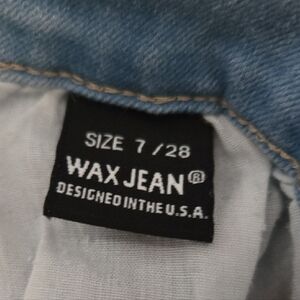 SIZE 7/28
WAX JEAN®
DESIGNED IN THE U.S.A.